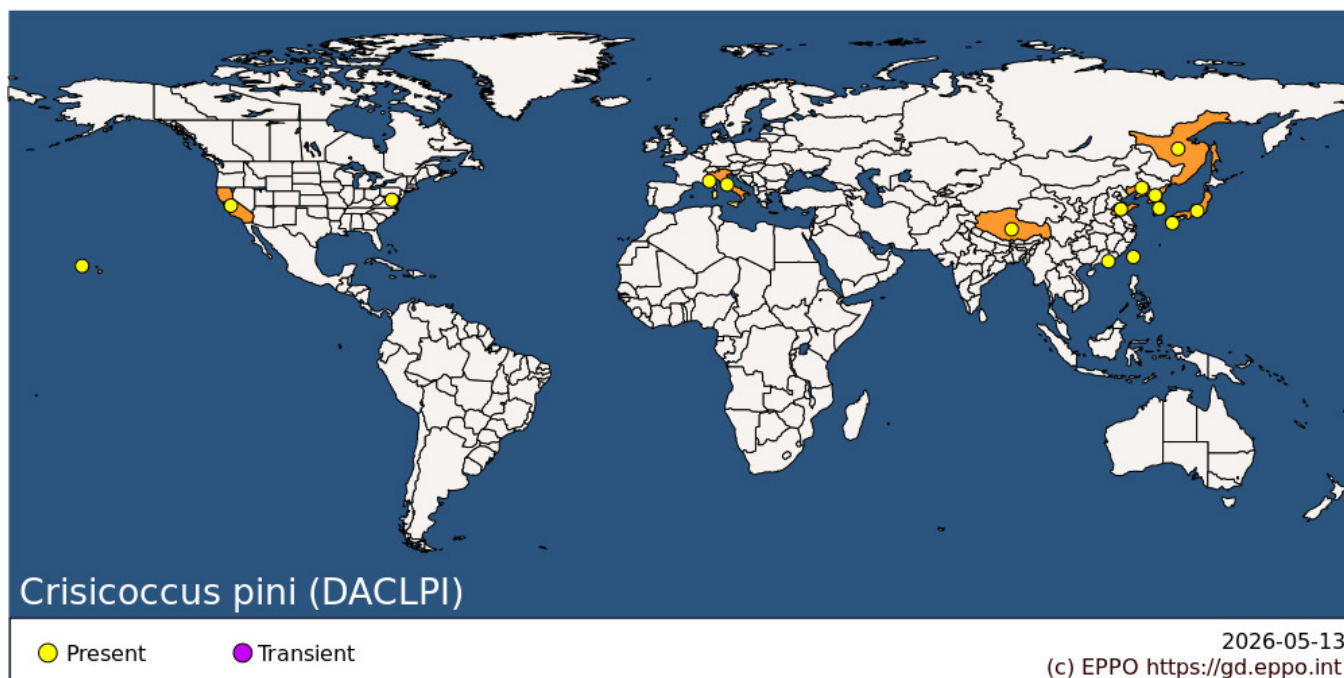 Crisicoccus pini (DACLPI)
Present
Transient
2026-05-13
(c) EPPO https://gd.eppo.int